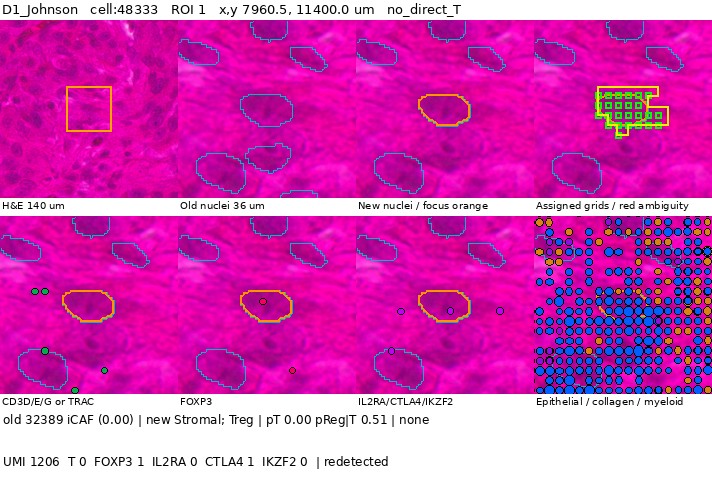 D1_Johnson cell:48333 ROI 1 x,y 7960.5, 11400.0 um no_direct_T
H&E 140 um
Old nuclei 36 um
New nuclei / focus orange
Assigned grids / red ambiguity
CD3D/E/G or TRAC
FOXP3
IL2RA/CTLA4/IKZF2
Epithelial / collagen / myeloid
old 32389 iCAF (0.00) | new Stromal; Treg | pT 0.00 pReg|T 0.51 | none
UMI 1206 T 0 FOXP3 1 IL2RA 0 CTLA4 1 IKZF2 0 | redetected